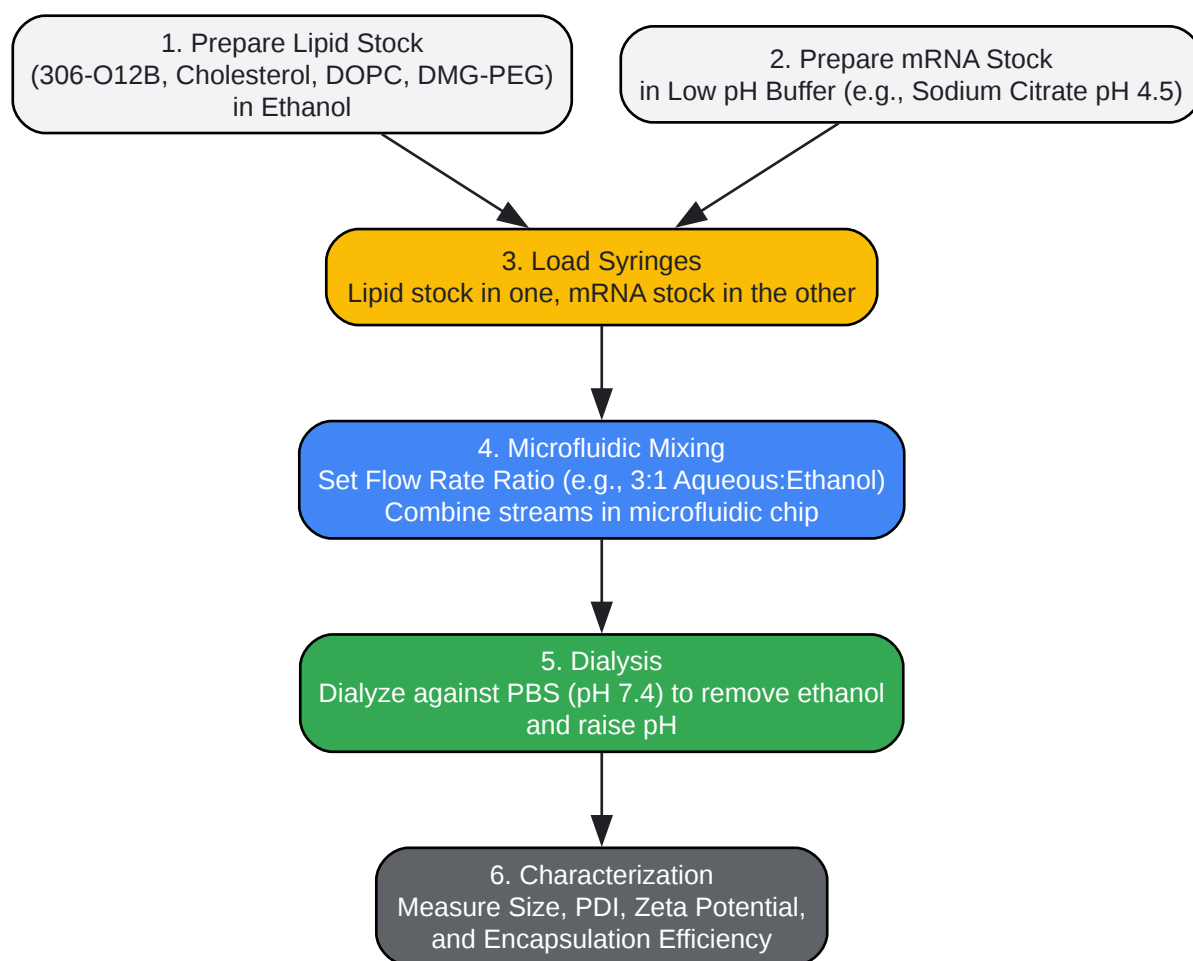 1. Prepare Lipid Stock
(306-O12B, Cholesterol, DOPC, DMG-PEG)
in Ethanol
2. Prepare mRNA Stock
in Low pH Buffer (e.g., Sodium Citrate pH 4.5)
3. Load Syringes
Lipid stock in one, mRNA stock in the other
4. Microfluidic Mixing
Set Flow Rate Ratio (e.g., 3:1 Aqueous:Ethanol)
Combine streams in microfluidic chip
5. Dialysis
Dialyze against PBS (pH 7.4) to remove ethanol
and raise pH
6. Characterization
Measure Size, PDI, Zeta Potential,
and Encapsulation Efficiency